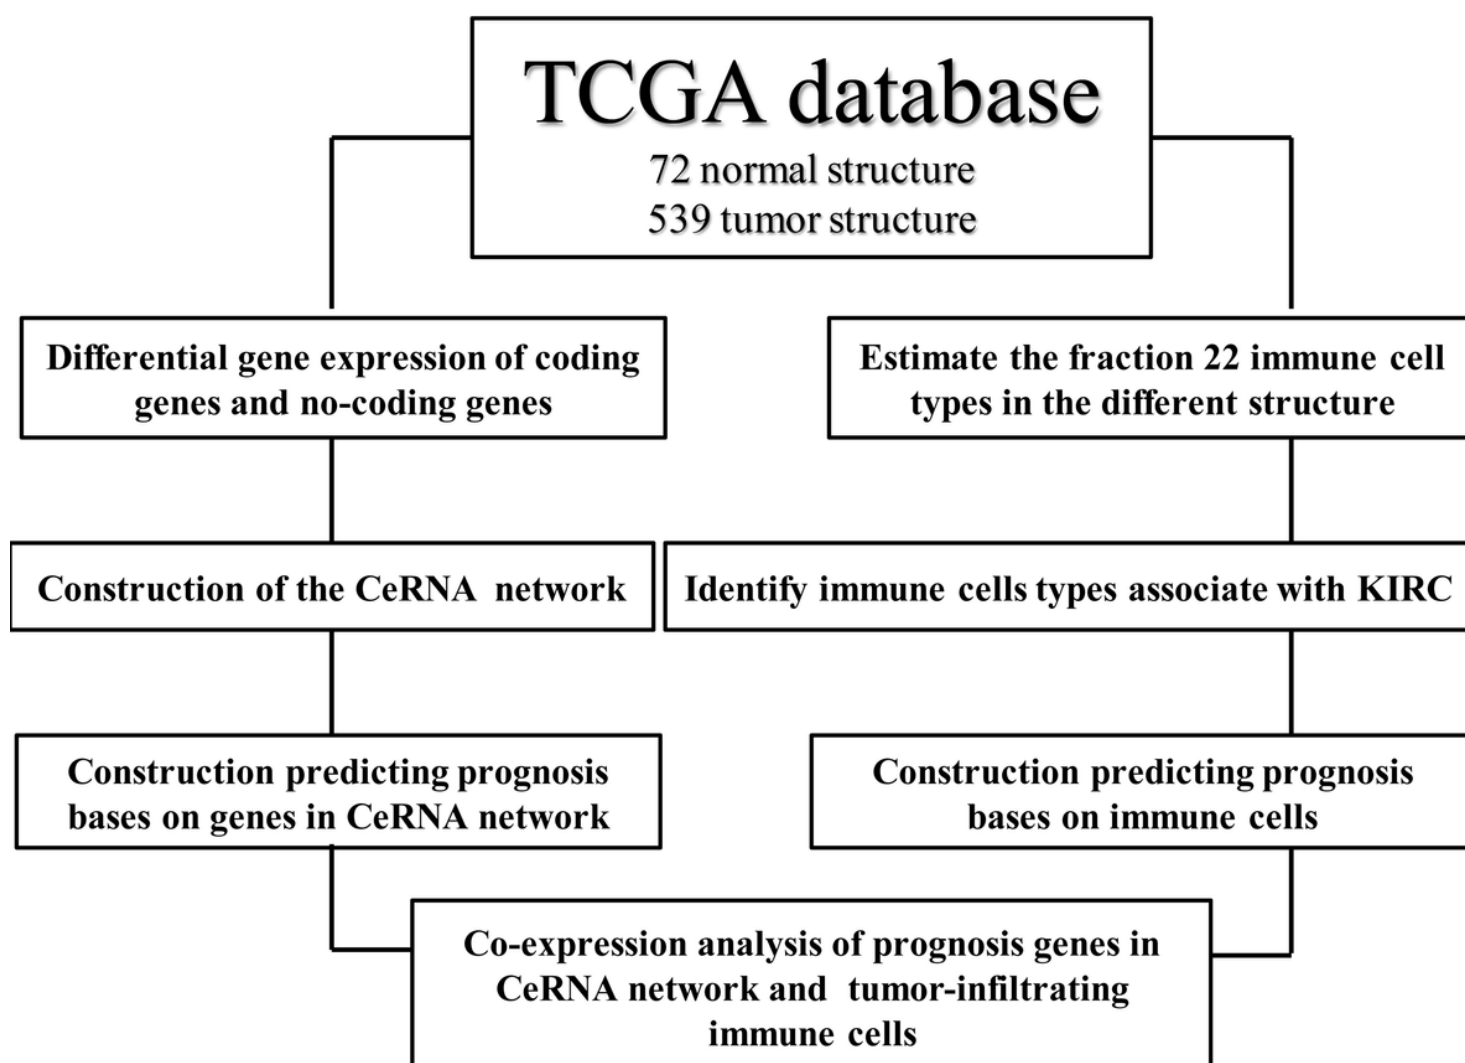 TCGA database
72 normal structure
539 tumor structure
Differential gene expression of coding
genes and no-coding genes
Estimate the fraction 22 immune cell
types in the different structure
Construction of the CeRNA network
Identify immune cells types associate with KIRC
Construction predicting prognosis
bases on genes in CeRNA network
Construction predicting prognosis
bases on immune cells
Co-expression analysis of prognosis genes in
CeRNA network and tumor-infiltrating
immune cells